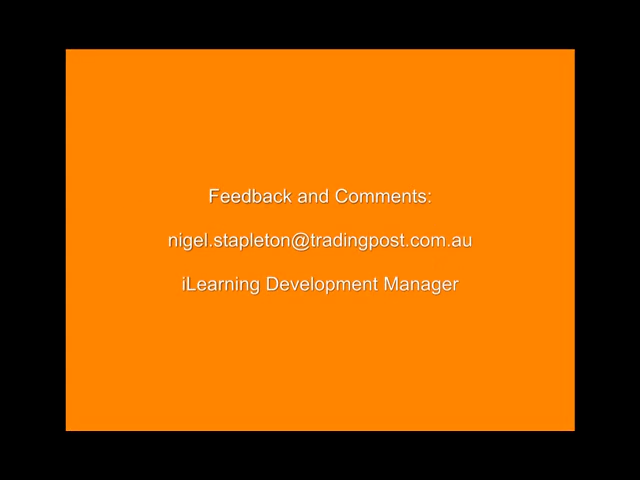 Feedback and Comments:
nigel.stapleton@tradingpost.com.au
iLearning Development Manager